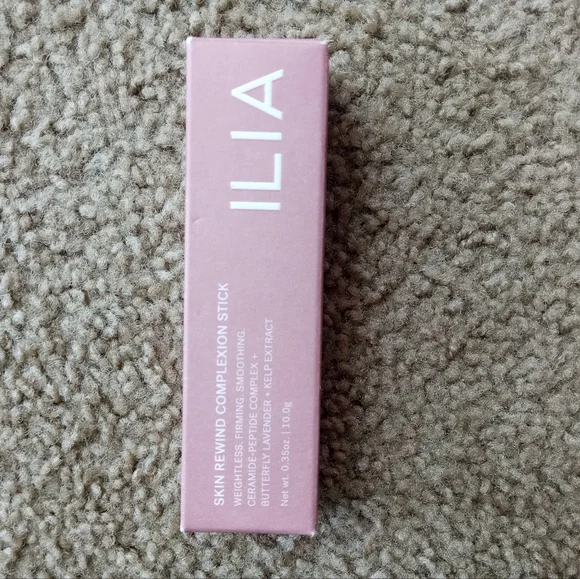 ILIA
SKIN REWIND COMPLEXION STICK
WEIGHTLESS. FIRMING. SMOOTHING.
CERAMIDE-PEPTIDE COMPLEX +
BUTTERFLY LAVENDER + KELP EXTRACT
Net wt. 0.35oz. | 10.0g